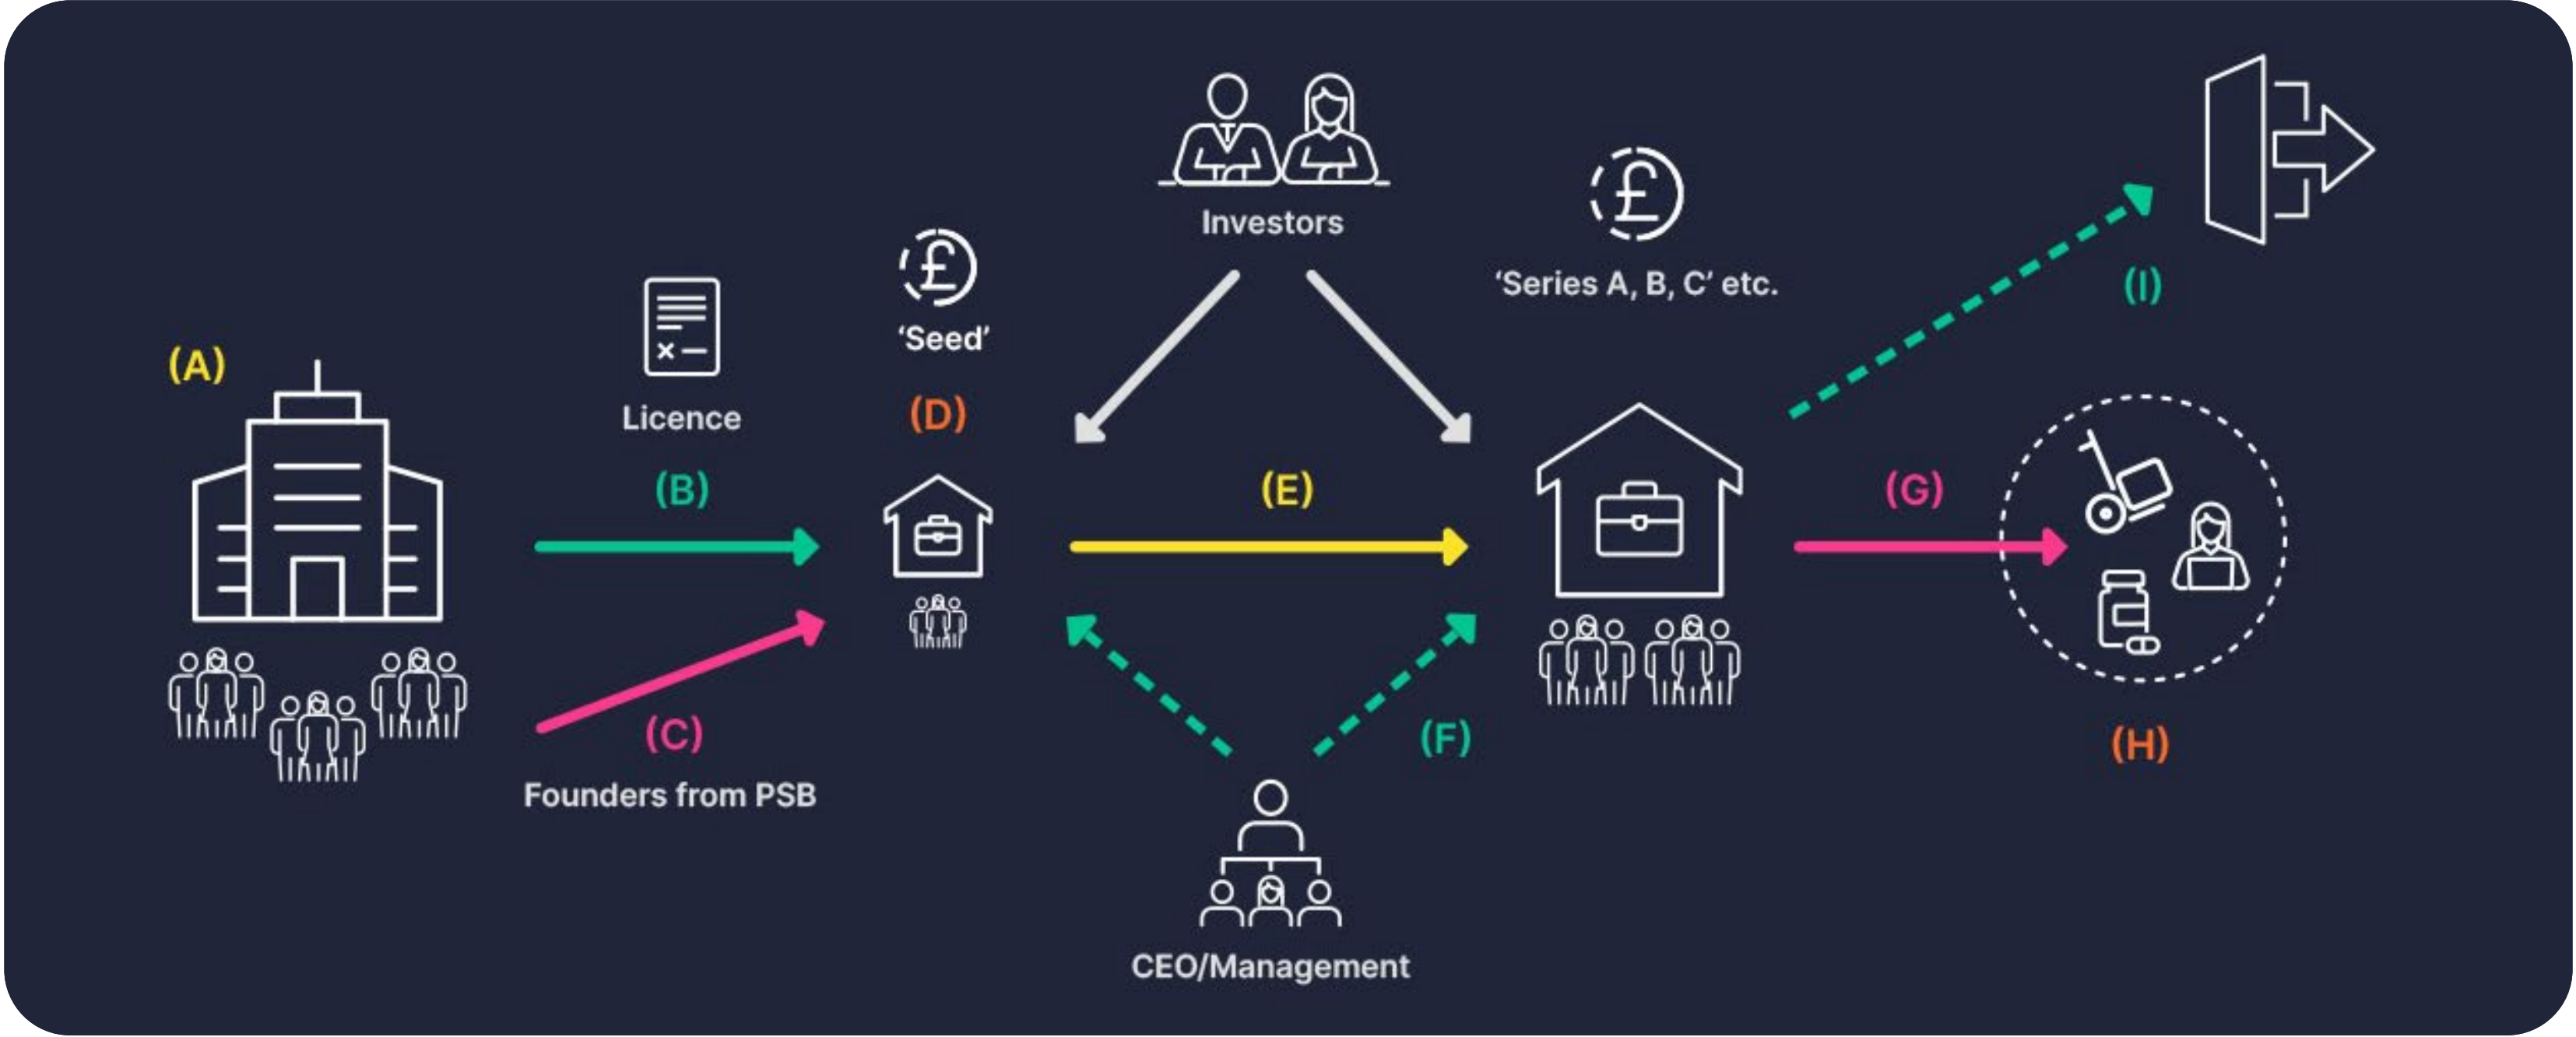 (A)
Licence
(B)
(C)
Founders from PSB
£
‘Seed’
(D)
Investors
(E)
CEO/Management
(F)
£
‘Series A, B, C’ etc.
(G)
(H)
(I)